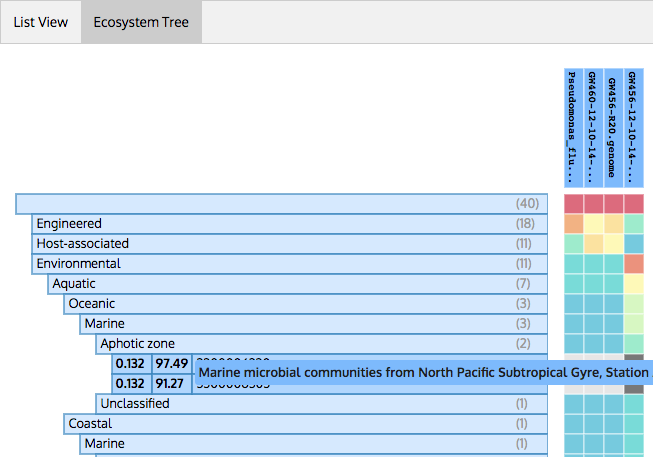 List View
Ecosystem Tree
Pseudomonas_flu...
GW460-12-10-14-...
GW456-R20.genome
GW456-12-10-14-...
(40)
Engineered (18)
Host-associated (11)
Environmental (11)
Aquatic (7)
Oceanic (3)
Marine (3)
Aphotic zone (2)
0.132 97.49
Marine microbial communities from North Pacific Subtropical Gyre, Station
0.132 91.27
Unclassified (1)
Coastal (1)
Marine (1)